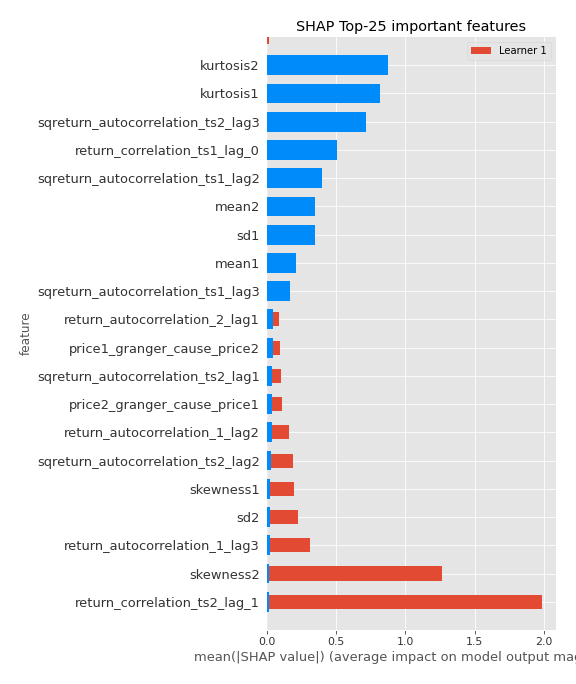 SHAP Top-25 important features
Learner 1
kurtosis2
kurtosis1
sqreturn_autocorrelation_ts2_lag3
return_correlation_ts1_lag_0
sqreturn_autocorrelation_ts1_lag2
mean2
sd1
mean1
sqreturn_autocorrelation_ts1_lag3
return_autocorrelation_2_lag1
price1_granger_cause_price2
sqreturn_autocorrelation_ts2_lag1
price2_granger_cause_price1
return_autocorrelation_1_lag2
sqreturn_autocorrelation_ts2_lag2
skewness1
sd2
return_autocorrelation_1_lag3
skewness2
return_correlation_ts2_lag_1
feature
0.0 0.5 1.0 1.5 2.0
mean(|SHAP value|) (average impact on model output mag